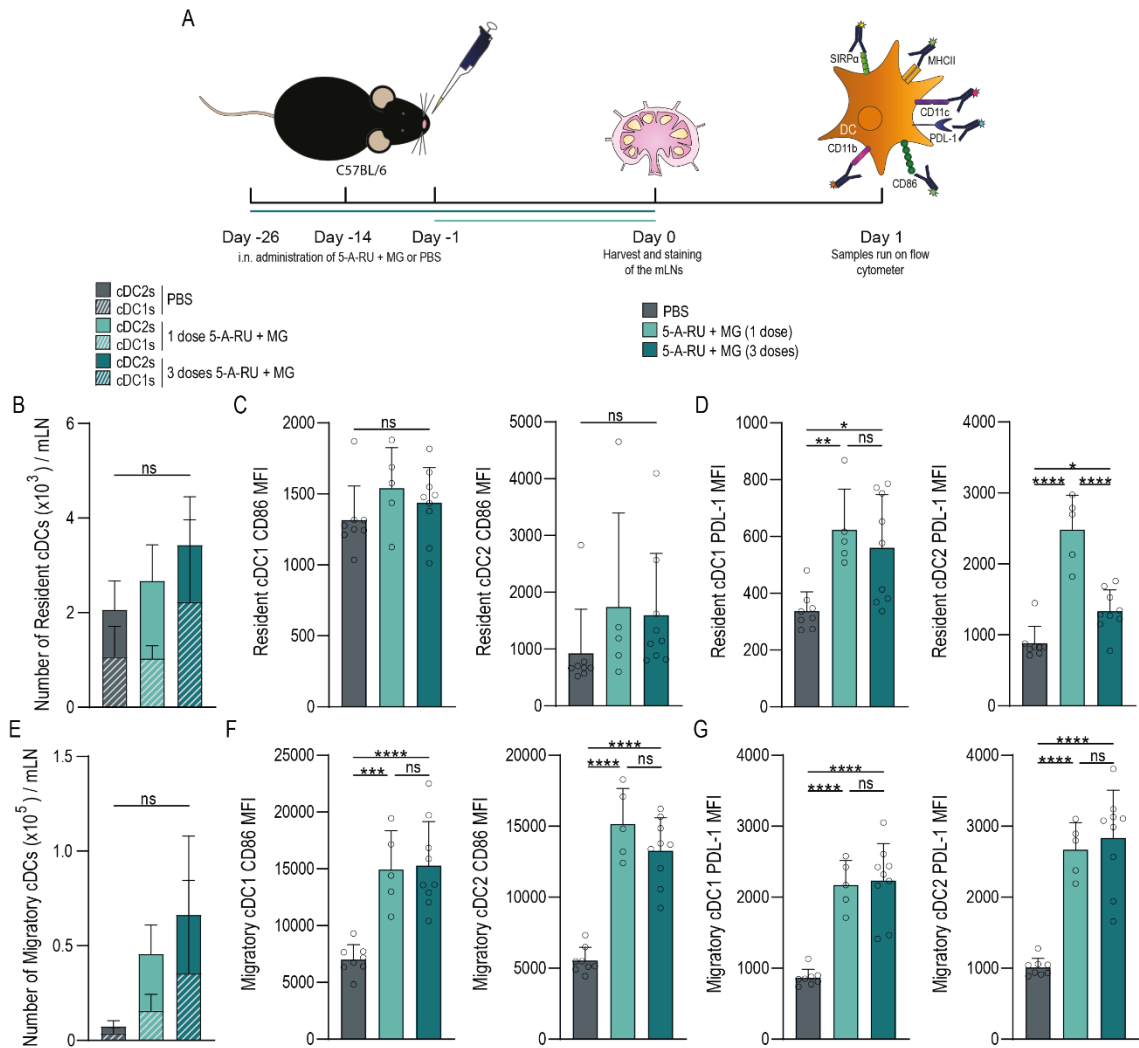 A
SIRPα
MHCII
CD11c
DC
PDL-1
CD11b
CD86
C57BL/6
Day -26
Day -14
Day -1
Day 0
Day 1
i.n. administration of 5-A-RU + MG or PBS
Harvest and staining
of the mLNs
Samples run on flow
cytometer
cDC2s
cDC1s
PBS
cDC2s
cDC1s
1 dose 5-A-RU + MG
cDC2s
cDC1s
3 doses 5-A-RU + MG
PBS
5-A-RU + MG (1 dose)
5-A-RU + MG (3 doses)
B
Number of Resident cDCs (x10³) / mLN
6
4
2
0
ns
C
Resident cDC1 CD86 MFI
2000
1500
1000
500
0
ns
Resident cDC2 CD86 MFI
5000
4000
3000
2000
1000
0
ns
D
Resident cDC1 PDL-1 MFI
1000
800
600
400
200
0
*
**
ns
Resident cDC2 PDL-1 MFI
4000
3000
2000
1000
0
*
****
****
E
Number of Migratory cDCs (x10⁵) / mLN
1.5
1.0
0.5
0
ns
F
Migratory cDC1 CD86 MFI
25000
20000
15000
10000
5000
0
****
***
ns
Migratory cDC2 CD86 MFI
20000
15000
10000
5000
0
****
****
ns
G
Migratory cDC1 PDL-1 MFI
4000
3000
2000
1000
0
****
****
ns
Migratory cDC2 PDL-1 MFI
4000
3000
2000
1000
0
****
****
ns